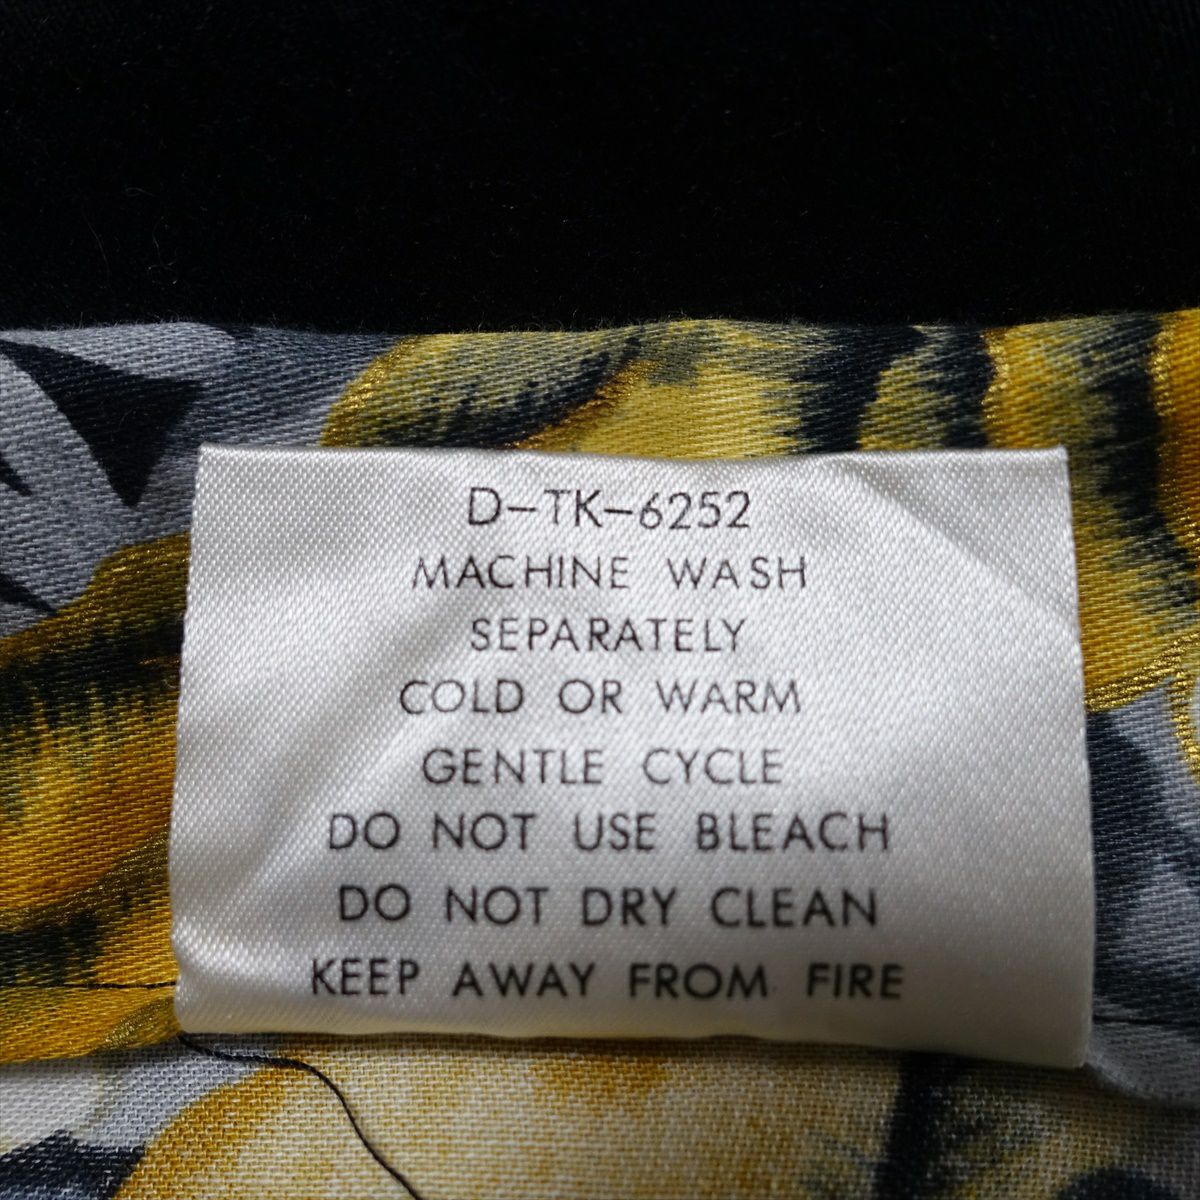 D-TK-6252
MACHINE WASH
SEPARATELY
COLD OR WARM
GENTLE CYCLE
DO NOT USE BLEACH
DO NOT DRY CLEAN
KEEP AWAY FROM FIRE